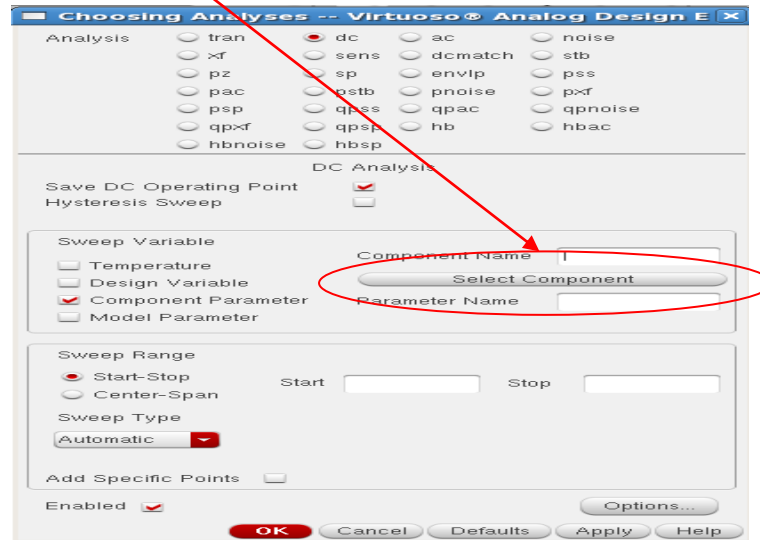 Choosing Analyses -- Virtuoso® Analog Design E
Analysis tran dc ac noise
xf sens dcmatch stb
pz sp envlp pss
pac pstb pnoise pxf
psp qpss qpac qpnoise
qpxf qpsp hb hbac
hbnoise hbsp
DC Analysis
Save DC Operating Point
Hysteresis Sweep
Sweep Variable
Temperature
Design Variable
Component Parameter
Model Parameter
Component Name
Select Component
Parameter Name
Sweep Range
Start-Stop
Center-Span
Start Stop
Sweep Type
Automatic
Add Specific Points
Enabled Options...
OK Cancel Defaults Apply Help